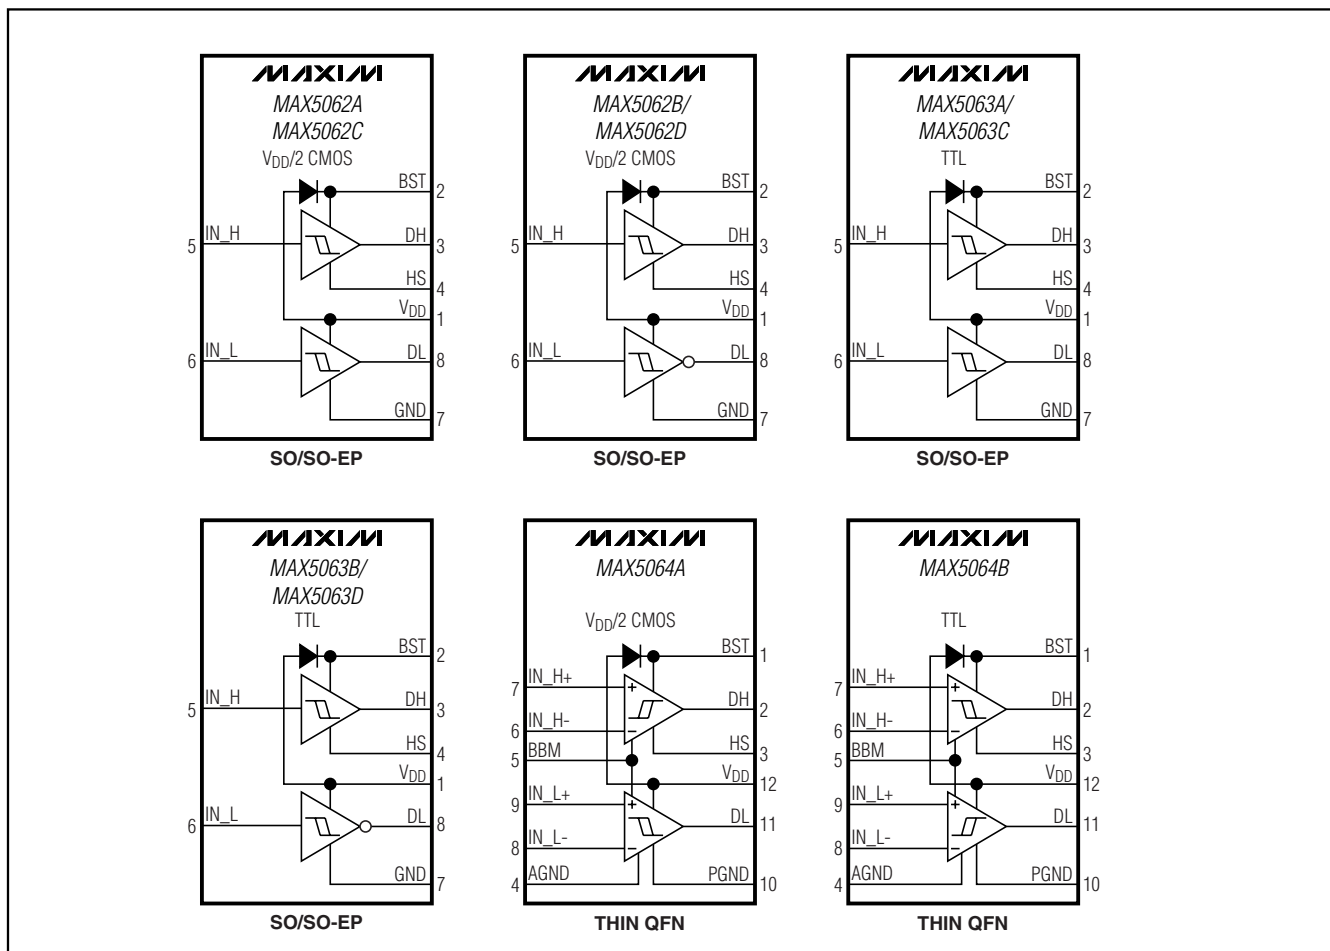 MAXIM
MAX5062A
MAX5062C
VDD/2 CMOS
BST 2
5 IN_H
DH 3
HS 4
VDD 1
6 IN_L
DL 8
GND 7
SO/SO-EP
MAXIM
MAX5062B/
MAX5062D
VDD/2 CMOS
BST 2
5 IN_H
DH 3
HS 4
VDD 1
6 IN_L
DL 8
GND 7
SO/SO-EP
MAXIM
MAX5063A/
MAX5063C
TTL
BST 2
5 IN_H
DH 3
HS 4
VDD 1
6 IN_L
DL 8
GND 7
SO/SO-EP
MAXIM
MAX5063B/
MAX5063D
TTL
BST 2
5 IN_H
DH 3
HS 4
VDD 1
6 IN_L
DL 8
GND 7
SO/SO-EP
MAXIM
MAX5064A
VDD/2 CMOS
BST 1
7 IN_H+
+
DH 2
6 IN_H-
−
HS 3
5 BBM
VDD 12
9 IN_L+
+
DL 11
8 IN_L-
−
4 AGND
PGND 10
THIN QFN
MAXIM
MAX5064B
TTL
BST 1
7 IN_H+
+
DH 2
6 IN_H-
−
HS 3
5 BBM
VDD 12
9 IN_L+
+
DL 11
8 IN_L-
−
4 AGND
PGND 10
THIN QFN